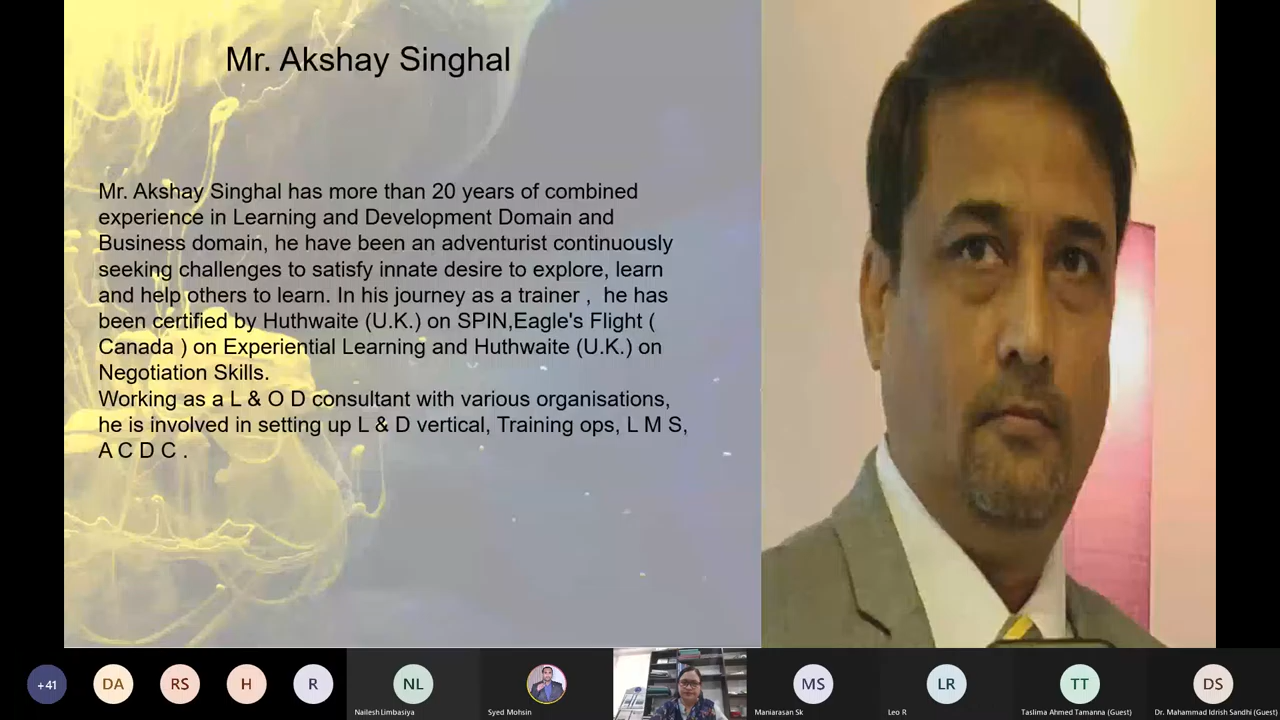 Mr. Akshay Singhal
Mr. Akshay Singhal has more than 20 years of combined
experience in Learning and Development Domain and
Business domain, he have been an adventurist continuously
seeking challenges to satisfy innate desire to explore, learn
and help others to learn. In his journey as a trainer ,  he has
been certified by Huthwaite (U.K.) on SPIN,Eagle's Flight (
Canada ) on Experiential Learning and Huthwaite (U.K.) on
Negotiation Skills.
Working as a L & O D consultant with various organisations,
he is involved in setting up L & D vertical, Training ops, L M S,
A C D C .
+41 DA RS H R NL MS LR TT DS
Nailesh Limbasiya Syed Mohsin Maniarasan Sk Leo R Taslima Ahmed Tamanna (Guest) Dr. Mahammad Idrish Sandhi (Guest)